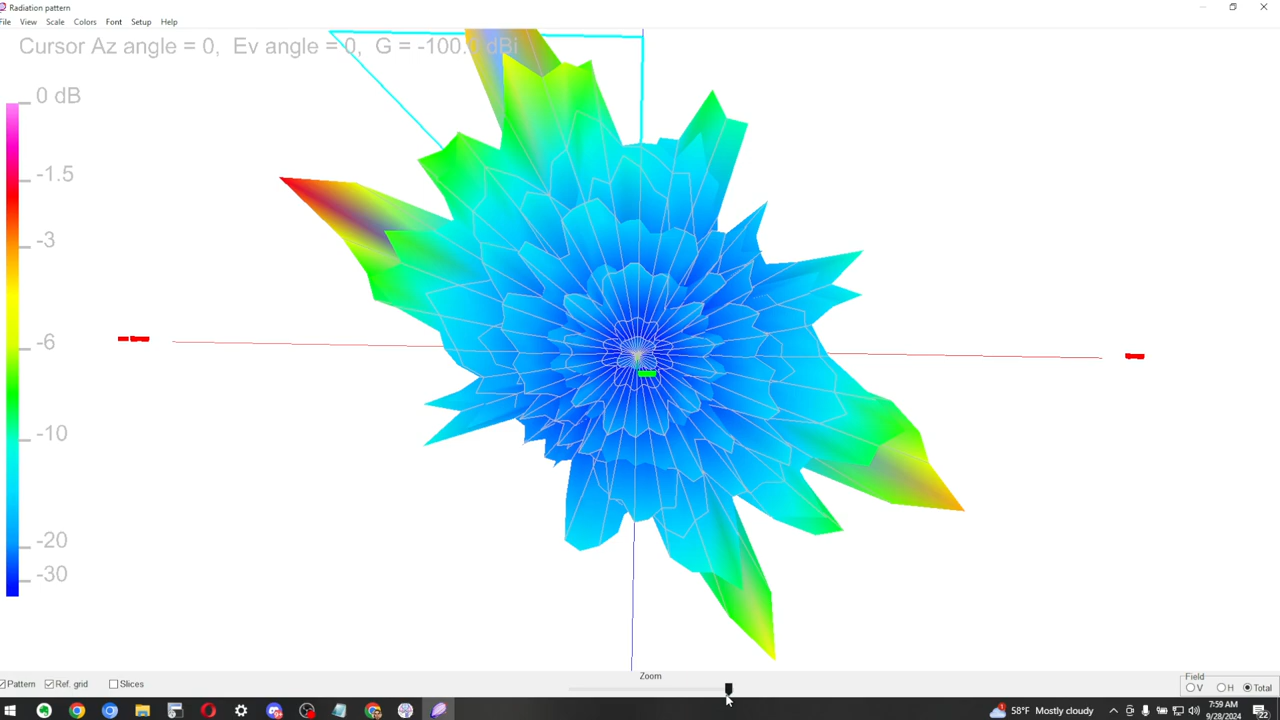 Radiation pattern
File View Scale Colors Font Setup Help
Cursor Az angle = 0, Ev angle = 0, G = -100. dBi
0 dB
-1.5
-3
-6
-10
-20
-30
Zoom
Pattern Ref. grid Slices
Field
V H Total
58°F Mostly cloudy
7:59 AM
9/28/2024
22